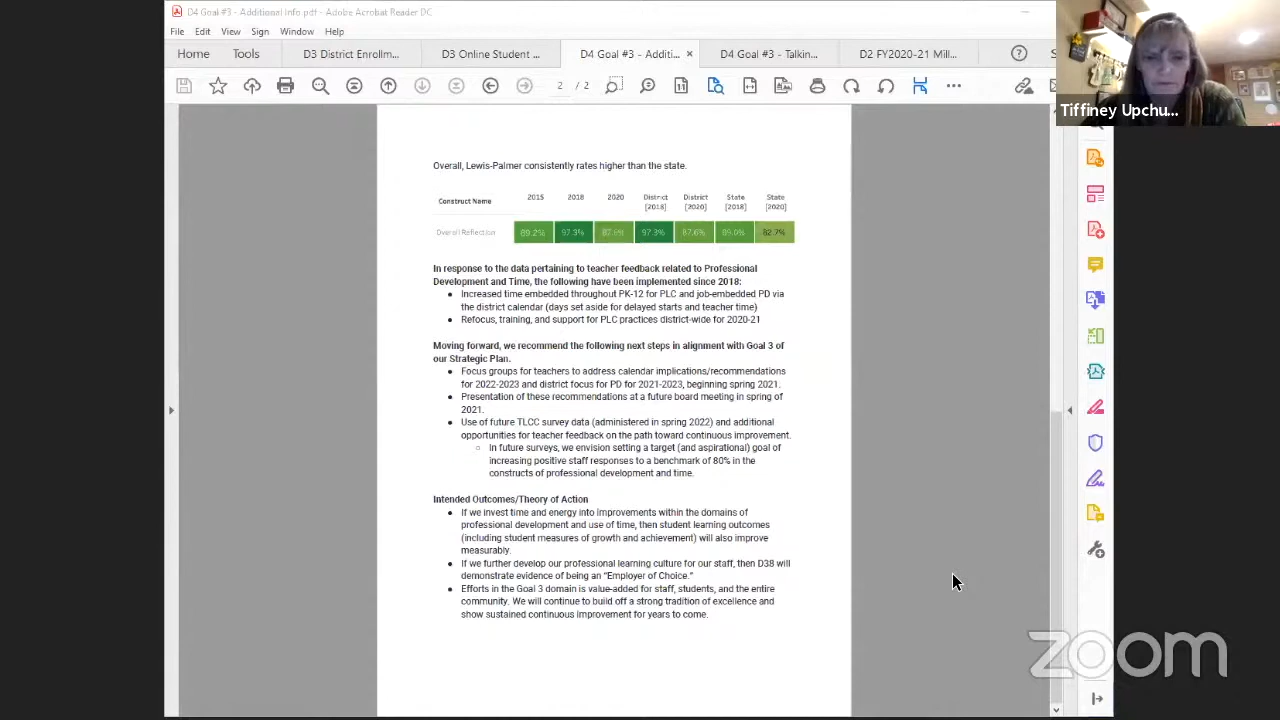 D4 Goal #3 - Additional Info.pdf - Adobe Acrobat Reader DC
File Edit View Sign Window Help
Home Tools D3 District Enrollm... D3 Online Student ... D4 Goal #3 - Additi... × D4 Goal #3 - Talkin... D2 FY2020-21 Mill...
2 / 2
Tiffiney Upchu...
Overall, Lewis-Palmer consistently rates higher than the state.
Construct Name 2015 2018 2020 District [2018] District [2020] State [2018] State [2020]
Overall Reflection 89.2% 97.3% 87.6% 97.3% 87.6% 89.0% 82.7%
In response to the data pertaining to teacher feedback related to Professional
Development and Time, the following have been implemented since 2018:
● Increased time embedded throughout PK-12 for PLC and job-embedded PD via
the district calendar (days set aside for delayed starts and teacher time)
● Refocus, training, and support for PLC practices district-wide for 2020-21
Moving forward, we recommend the following next steps in alignment with Goal 3 of
our Strategic Plan.
● Focus groups for teachers to address calendar implications/recommendations
for 2022-2023 and district focus for PD for 2021-2023, beginning spring 2021.
● Presentation of these recommendations at a future board meeting in spring of
2021.
● Use of future TLCC survey data (administered in spring 2022) and additional
opportunities for teacher feedback on the path toward continuous improvement.
○ In future surveys, we envision setting a target (and aspirational) goal of
increasing positive staff responses to a benchmark of 80% in the
constructs of professional development and time.
Intended Outcomes/Theory of Action
● If we invest time and energy into improvements within the domains of
professional development and use of time, then student learning outcomes
(including student measures of growth and achievement) will also improve
measurably.
● If we further develop our professional learning culture for our staff, then D38 will
demonstrate evidence of being an “Employer of Choice.”
● Efforts in the Goal 3 domain is value-added for staff, students, and the entire
community. We will continue to build off a strong tradition of excellence and
show sustained continuous improvement for years to come.
zoom